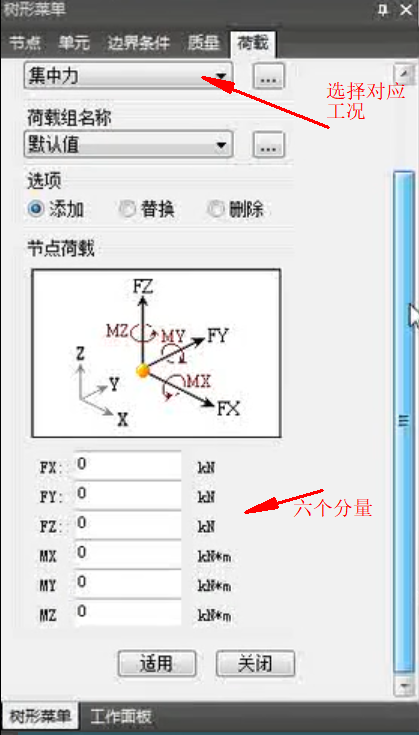 树形菜单
节点 单元 边界条件 质量 荷载
集中力 ...
选择对应
工况
荷载组名称
默认值 ...
选项
添加 替换 删除
节点荷载
FZ
MZ MY FY
Z
Y MX
X FX
FX: 0 kN
FY: 0 kN
六个分量
FZ: 0 kN
MX 0 kN*m
MY 0 kN*m
MZ 0 kN*m
适用 关闭
树形菜单 工作面板